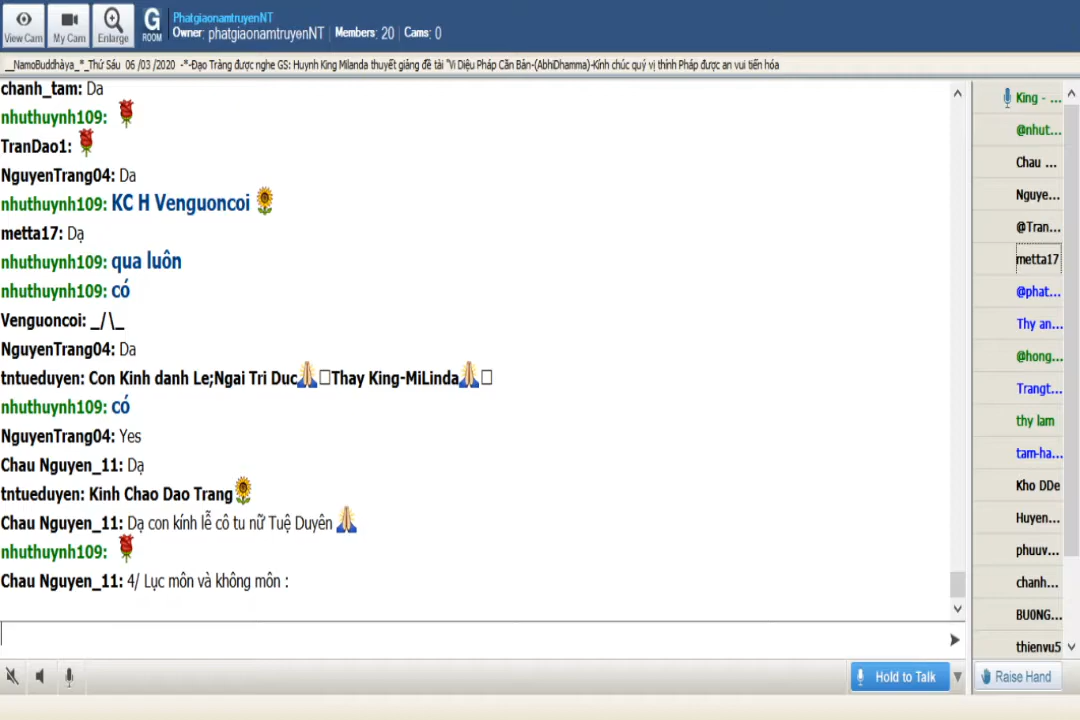 View Cam
My Cam
Enlarge
G
ROOM
PhatgiaonamtruyenNT
Owner: phatgiaonamtruyenNT Members: 20 Cams: 0
__NamoBuddhàya_*_Thứ Sáu 06 /03 /2020 -*-Đạo Tràng được nghe GS: Huynh King Milanda thuyết giảng đề tài "Vi Diệu Pháp Căn Bản-(AbhiDhamma)-Kính chúc quý vị thính Pháp được an vui tiến hóa
chanh_tam: Da
nhuthuynh109:
TranDao1:
NguyenTrang04: Da
nhuthuynh109: KC H Venguoncoi
metta17: Dạ
nhuthuynh109: qua luôn
nhuthuynh109: có
Venguoncoi: _/\_
NguyenTrang04: Da
tntueduyen: Con Kinh danh Le;Ngai Tri Duc🙏Thay King-MiLinda🙏
nhuthuynh109: có
NguyenTrang04: Yes
Chau Nguyen_11: Dạ
tntueduyen: Kinh Chao Dao Trang
Chau Nguyen_11: Dạ con kính lễ cô tu nữ Tuệ Duyên 🙏
nhuthuynh109:
Chau Nguyen_11: 4/ Lục môn và không môn :
King - ...
@nhut...
Chau ...
Nguye...
@Tran...
metta17
@phat...
Thy an...
@hong...
Trangt...
thy lam
tam-ha...
Kho DDe
Huyen...
phuuv...
chanh...
BU0NG...
thienvu5
Hold to Talk
Raise Hand